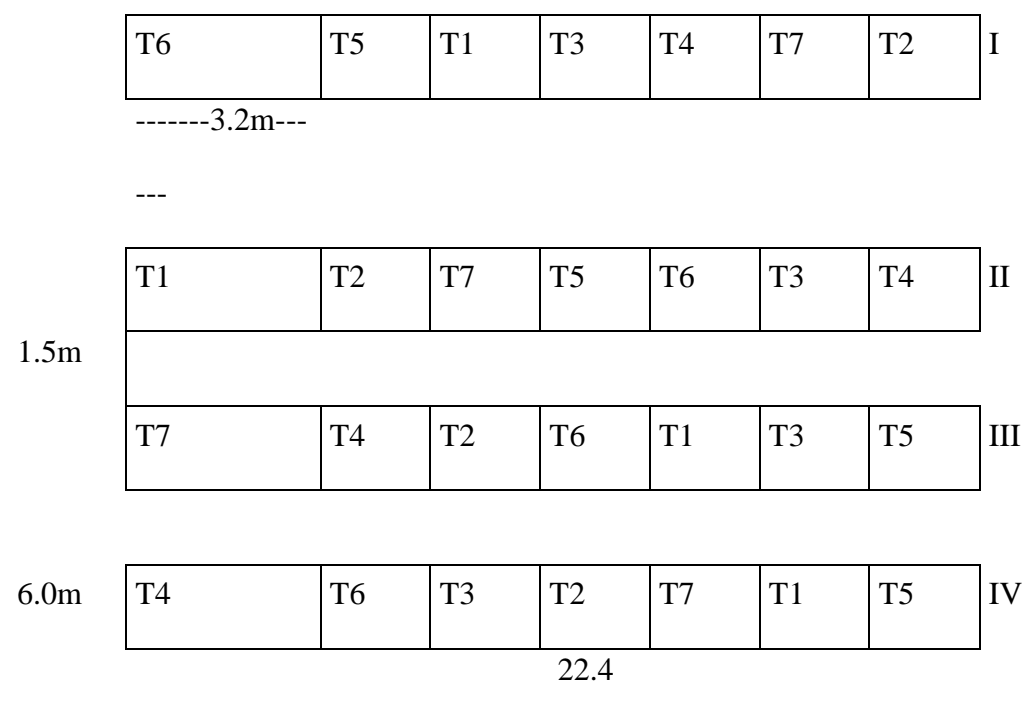 T6 T5 T1 T3 T4 T7 T2 I
-------3.2m---
---
T1 T2 T7 T5 T6 T3 T4 II
1.5m
T7 T4 T2 T6 T1 T3 T5 III
6.0m T4 T6 T3 T2 T7 T1 T5 IV
22.4